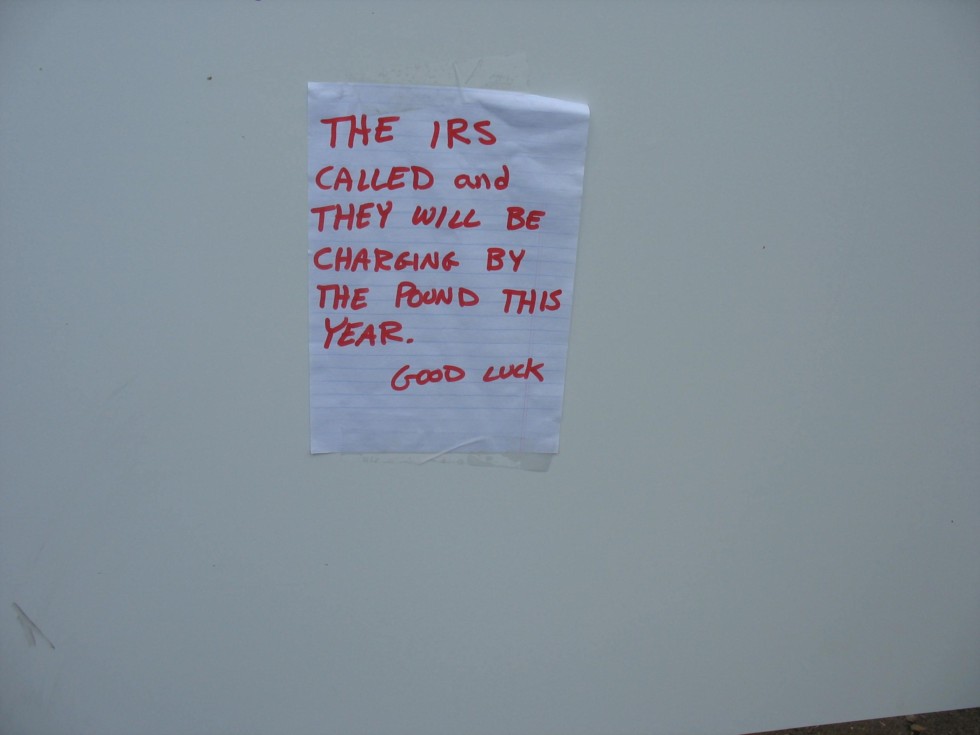 THE IRS
CALLED and
THEY WILL BE
CHARGING BY
THE POUND THIS
YEAR.
GOOD LUCK